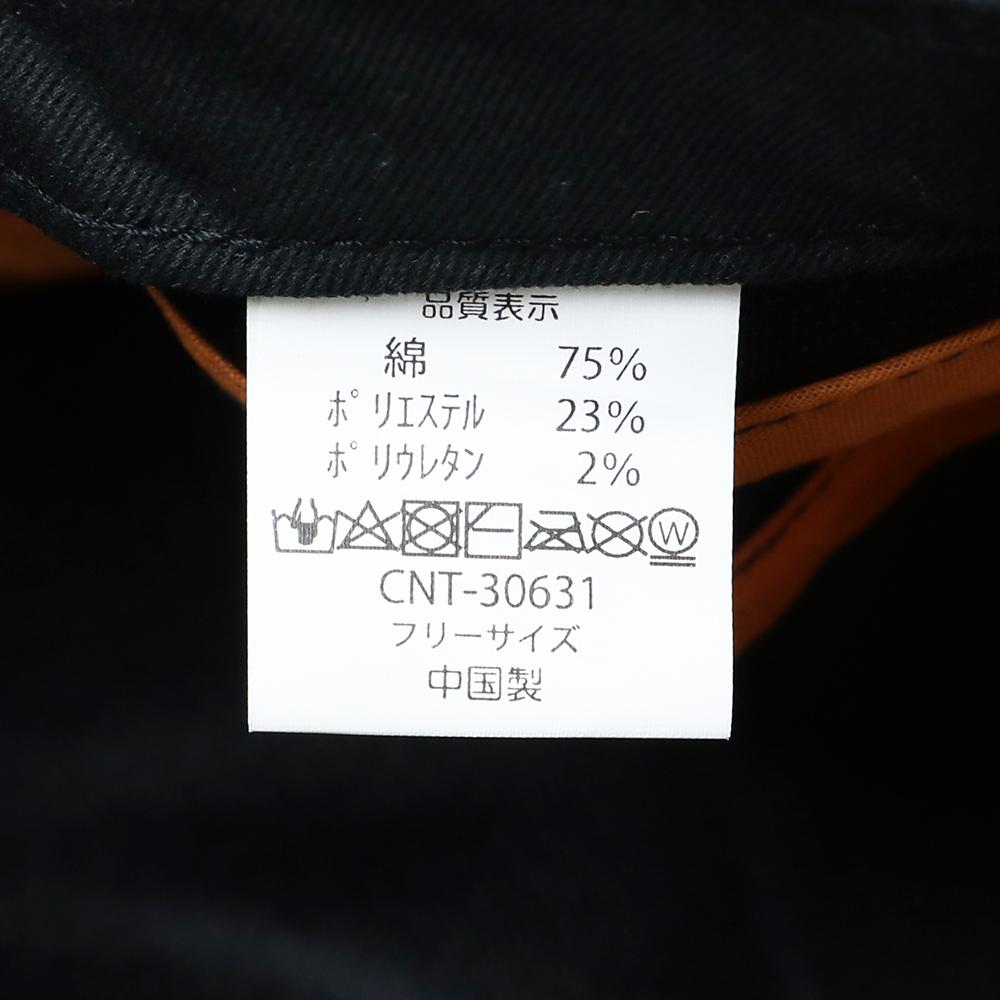 品質表示
綿 75%
ポリエステル 23%
ポリウレタン 2%
W
CNT-30631
フリーサイズ
中国製